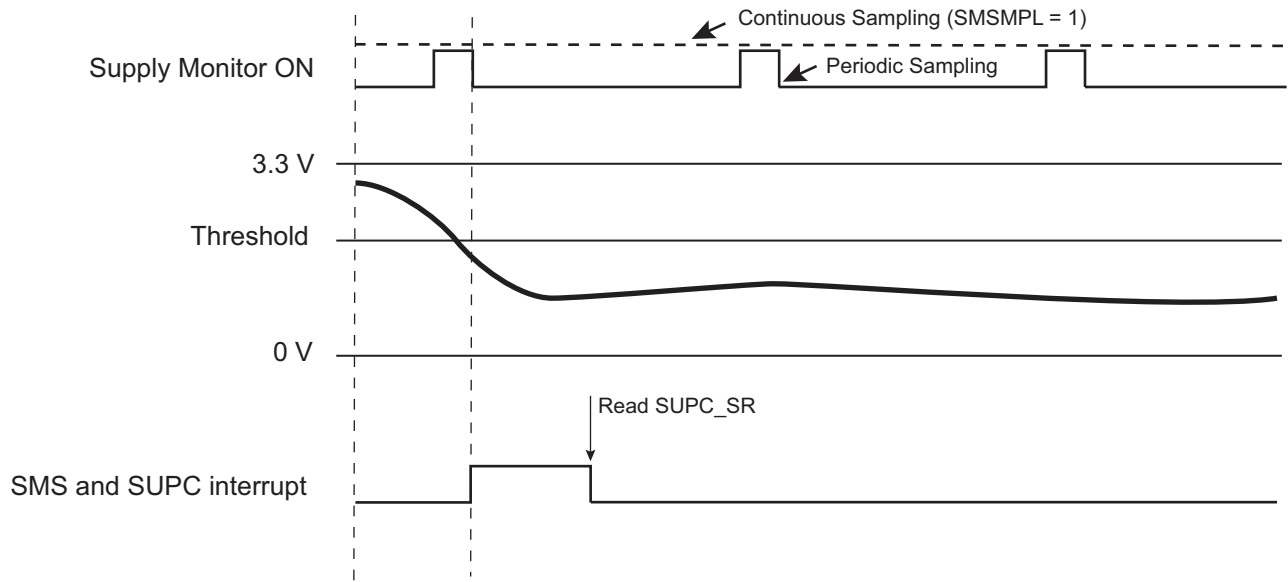 Continuous Sampling (SMSMPL = 1)
Supply Monitor ON
Periodic Sampling
3.3 V
Threshold
0 V
Read SUPC_SR
SMS and SUPC interrupt